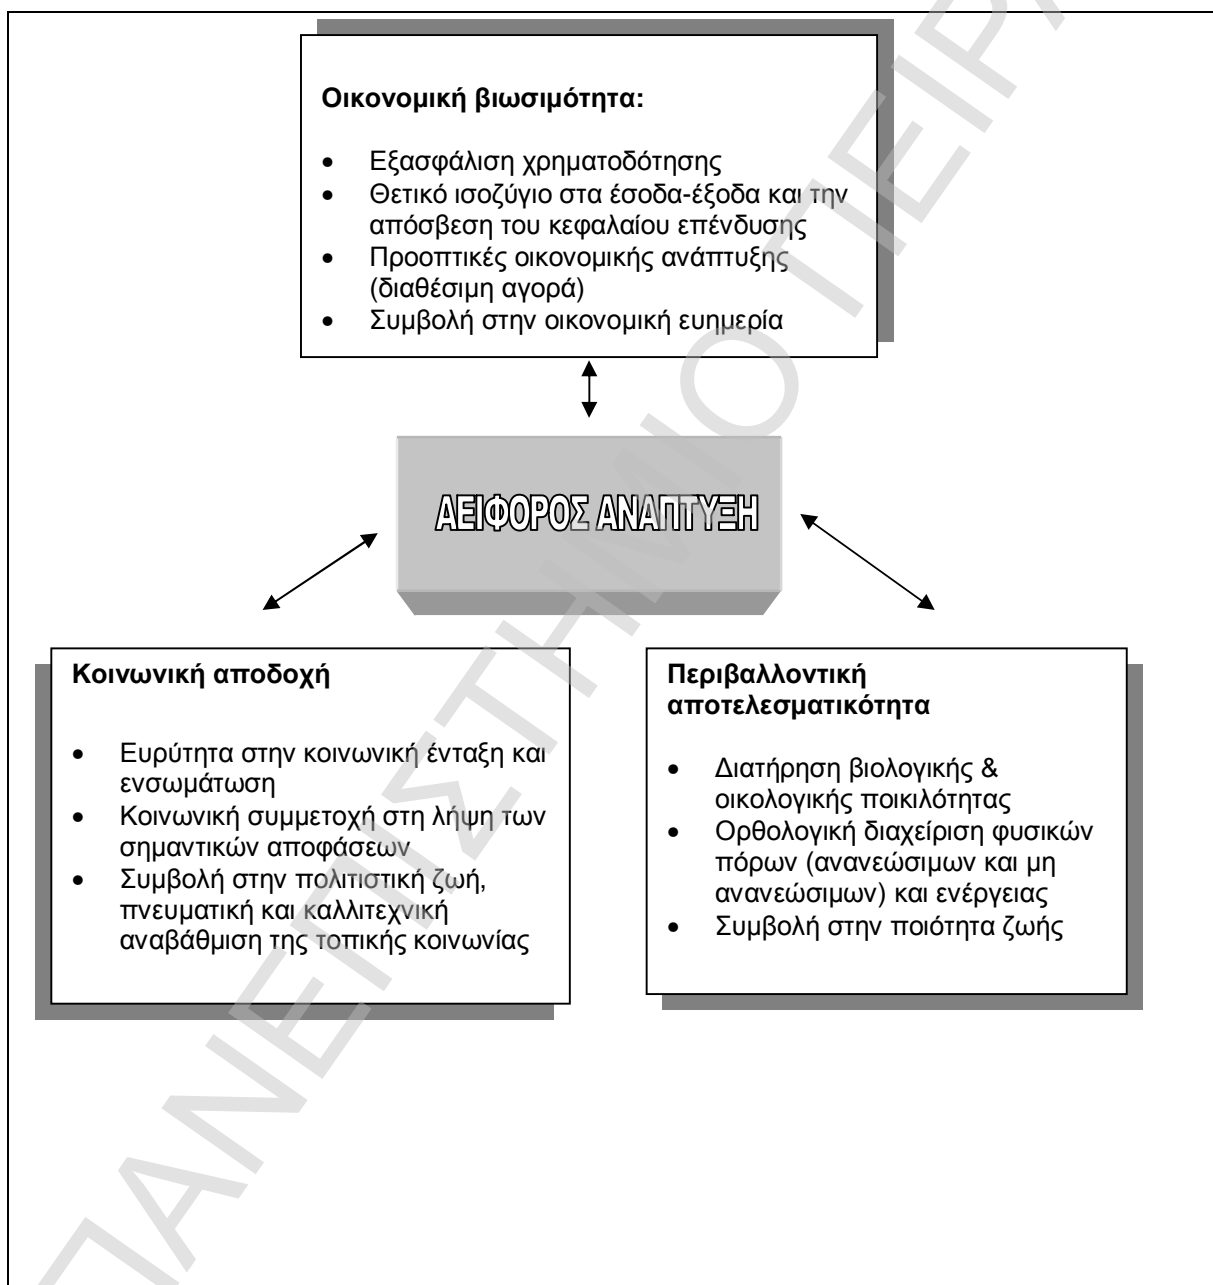 Οικονομική βιωσιμότητα:
• Εξασφάλιση χρηματοδότησης
• Θετικό ισοζύγιο στα έσοδα-έξοδα και την
απόσβεση του κεφαλαίου επένδυσης
• Προοπτικές οικονομικής ανάπτυξης
(διαθέσιμη αγορά)
• Συμβολή στην οικονομική ευημερία
ΑΕΙΦΟΡΟΣ ΑΝΑΠΤΥΞΗ
Κοινωνική αποδοχή
• Ευρύτητα στην κοινωνική ένταξη και
ενσωμάτωση
• Κοινωνική συμμετοχή στη λήψη των
σημαντικών αποφάσεων
• Συμβολή στην πολιτιστική ζωή,
πνευματική και καλλιτεχνική
αναβάθμιση της τοπικής κοινωνίας
Περιβαλλοντική
αποτελεσματικότητα
• Διατήρηση βιολογικής &
οικολογικής ποικιλότητας
• Ορθολογική διαχείριση φυσικών
πόρων (ανανεώσιμων και μη
ανανεώσιμων) και ενέργειας
• Συμβολή στην ποιότητα ζωής
ΠΑΝΕΠΙΣΤΗΜΙΟ ΠΕΙΡΑ